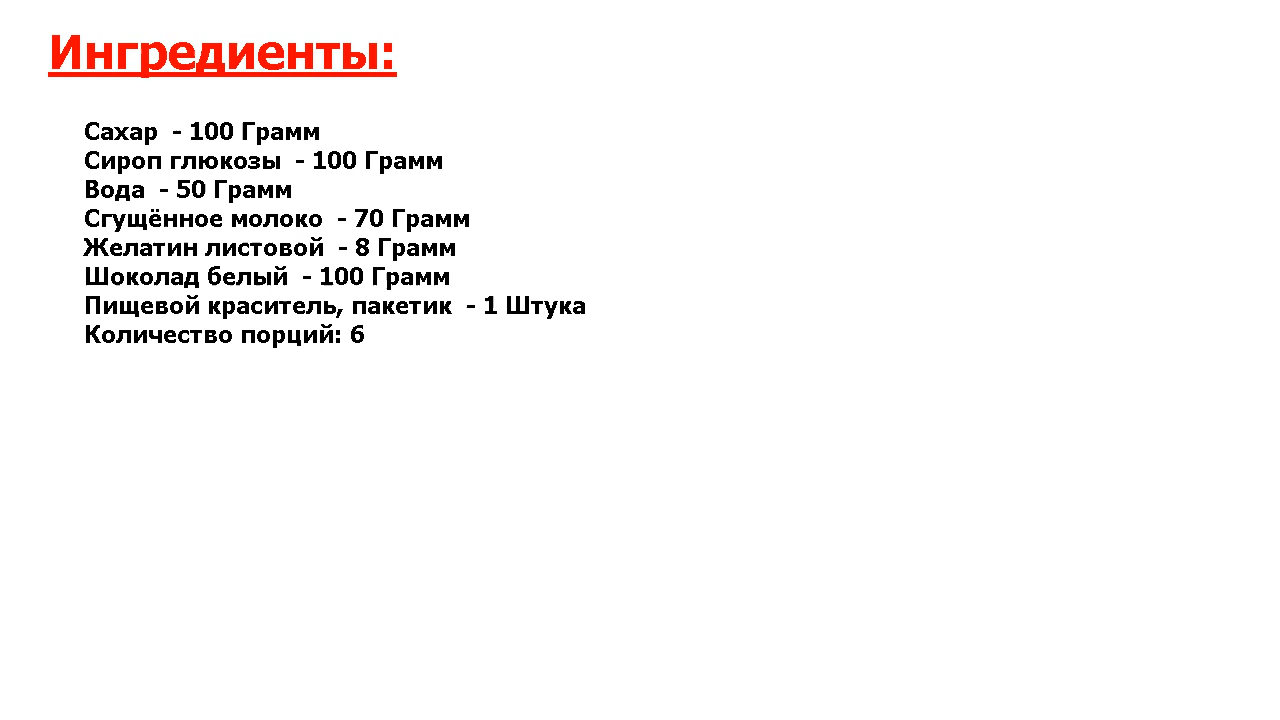 Ингредиенты:
Сахар  - 100 Грамм
Сироп глюкозы  - 100 Грамм
Вода  - 50 Грамм
Сгущённое молоко  - 70 Грамм
Желатин листовой  - 8 Грамм
Шоколад белый  - 100 Грамм
Пищевой краситель, пакетик  - 1 Штука
Количество порций: 6